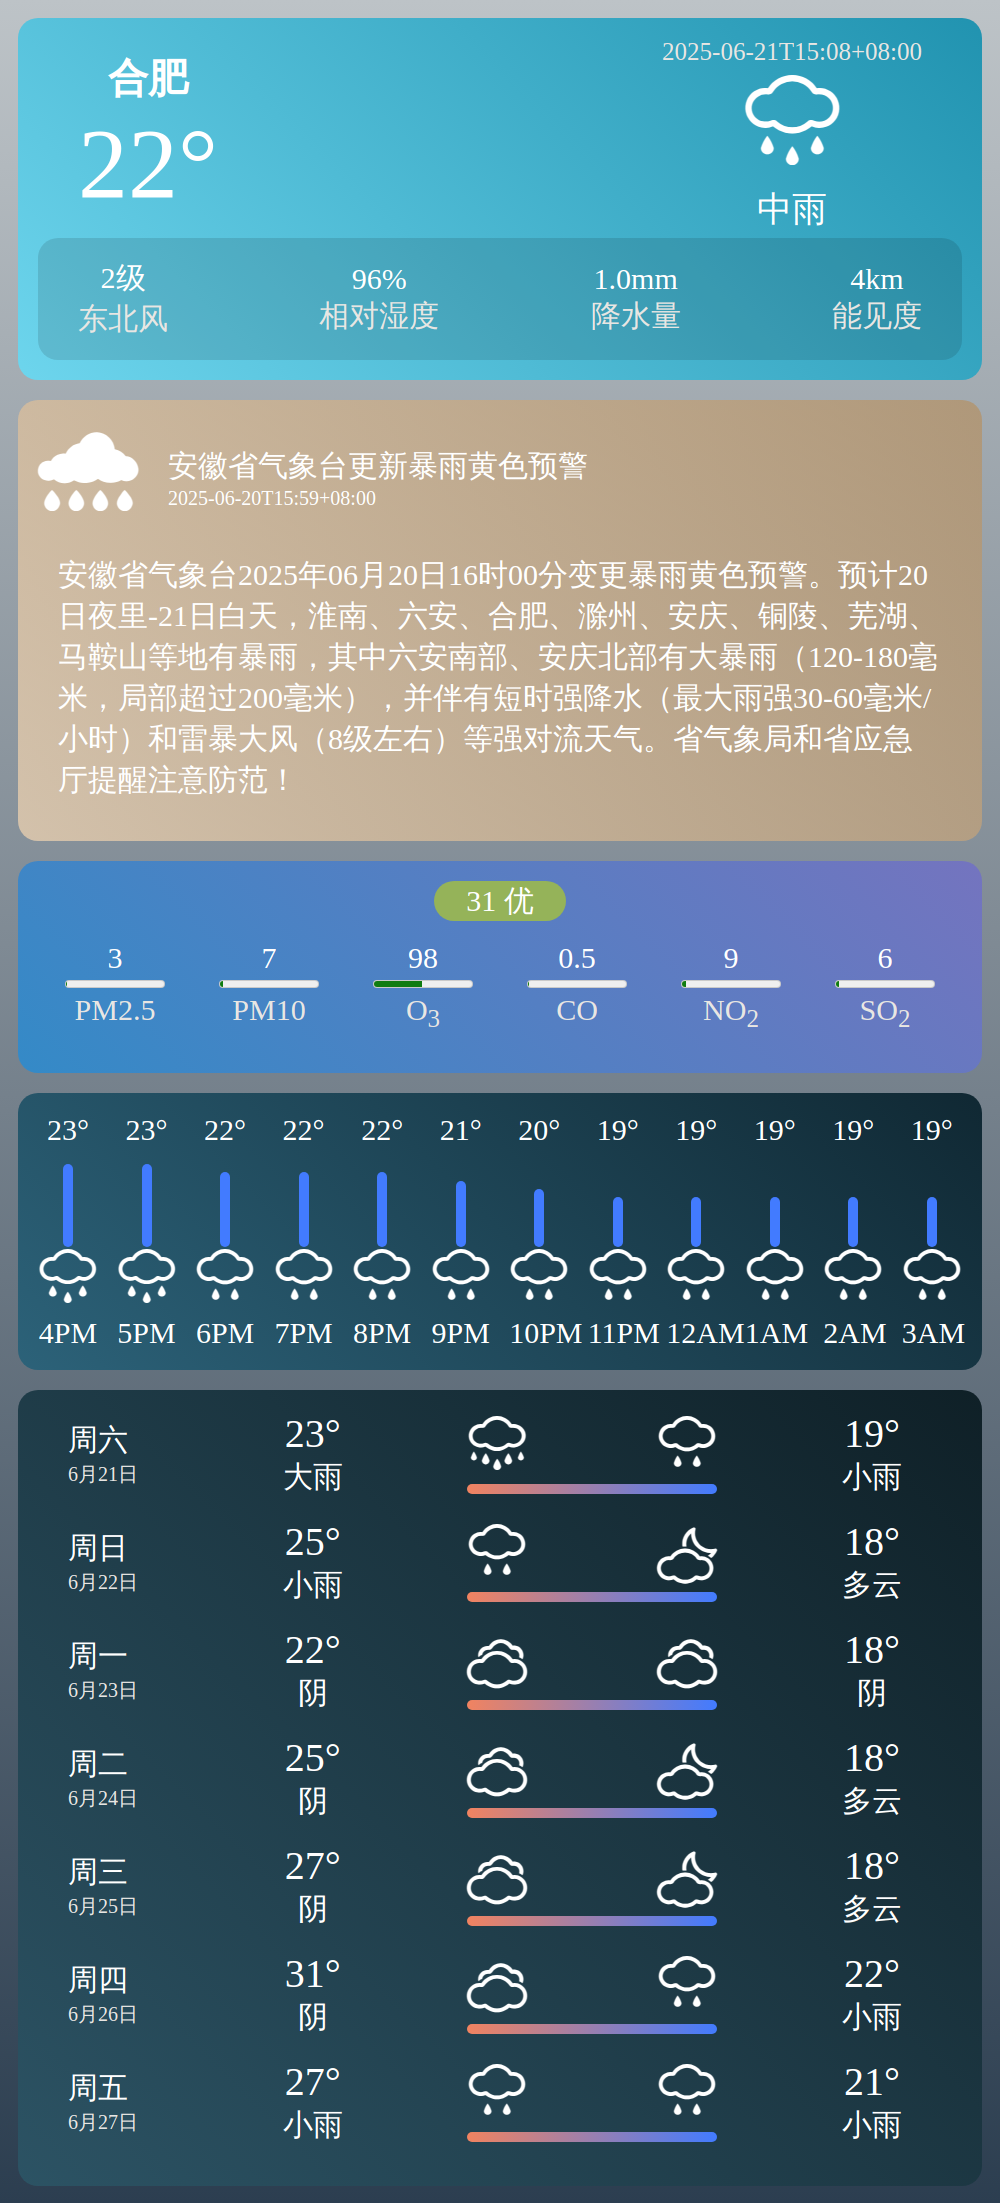 合肥
22°
2025-06-21T15:08+08:00
中雨
2级 96% 1.0mm 4km
东北风 相对湿度 降水量 能见度
安徽省气象台更新暴雨黄色预警
2025-06-20T15:59+08:00
安徽省气象台2025年06月20日16时00分变更暴雨黄色预警。预计20
日夜里-21日白天，淮南、六安、合肥、滁州、安庆、铜陵、芜湖、
马鞍山等地有暴雨，其中六安南部、安庆北部有大暴雨（120-180毫
米，局部超过200毫米），并伴有短时强降水（最大雨强30-60毫米/
小时）和雷暴大风（8级左右）等强对流天气。省气象局和省应急
厅提醒注意防范！
31 优
3 7 98 0.5 9 6
PM2.5 PM10 O3 CO NO2 SO2
23° 23° 22° 22° 22° 21° 20° 19° 19° 19° 19° 19°
4PM 5PM 6PM 7PM 8PM 9PM 10PM 11PM 12AM 1AM 2AM 3AM
周六 23° 19°
6月21日 大雨 小雨
周日 25° 18°
6月22日 小雨 多云
周一 22° 18°
6月23日 阴 阴
周二 25° 18°
6月24日 阴 多云
周三 27° 18°
6月25日 阴 多云
周四 31° 22°
6月26日 阴 小雨
周五 27° 21°
6月27日 小雨 小雨